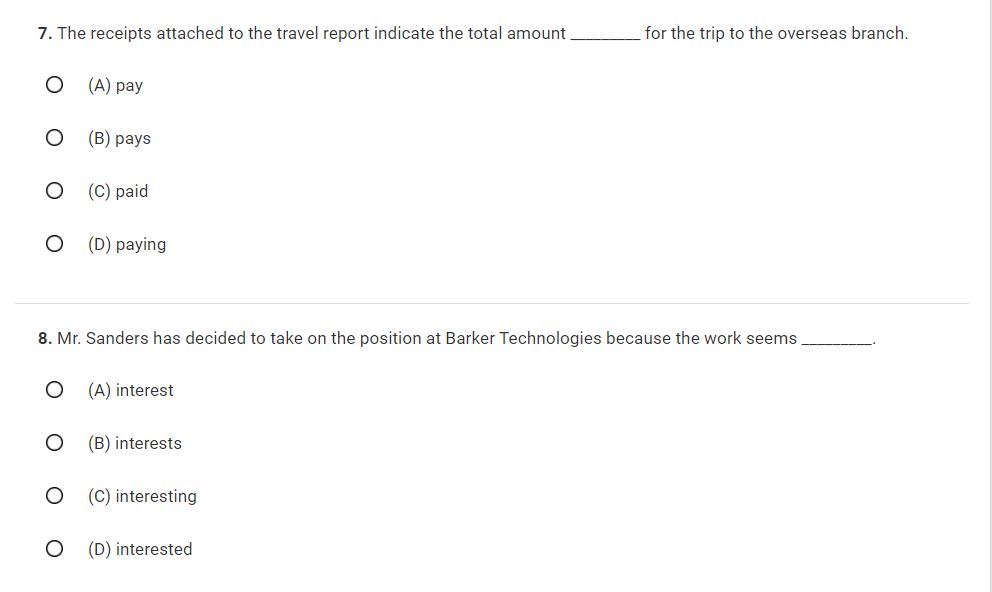 7. The receipts attached to the travel report indicate the total amount _________ for the trip to the overseas branch.
(A) pay
(B) pays
(C) paid
(D) paying
8. Mr. Sanders has decided to take on the position at Barker Technologies because the work seems _________.
(A) interest
(B) interests
(C) interesting
(D) interested